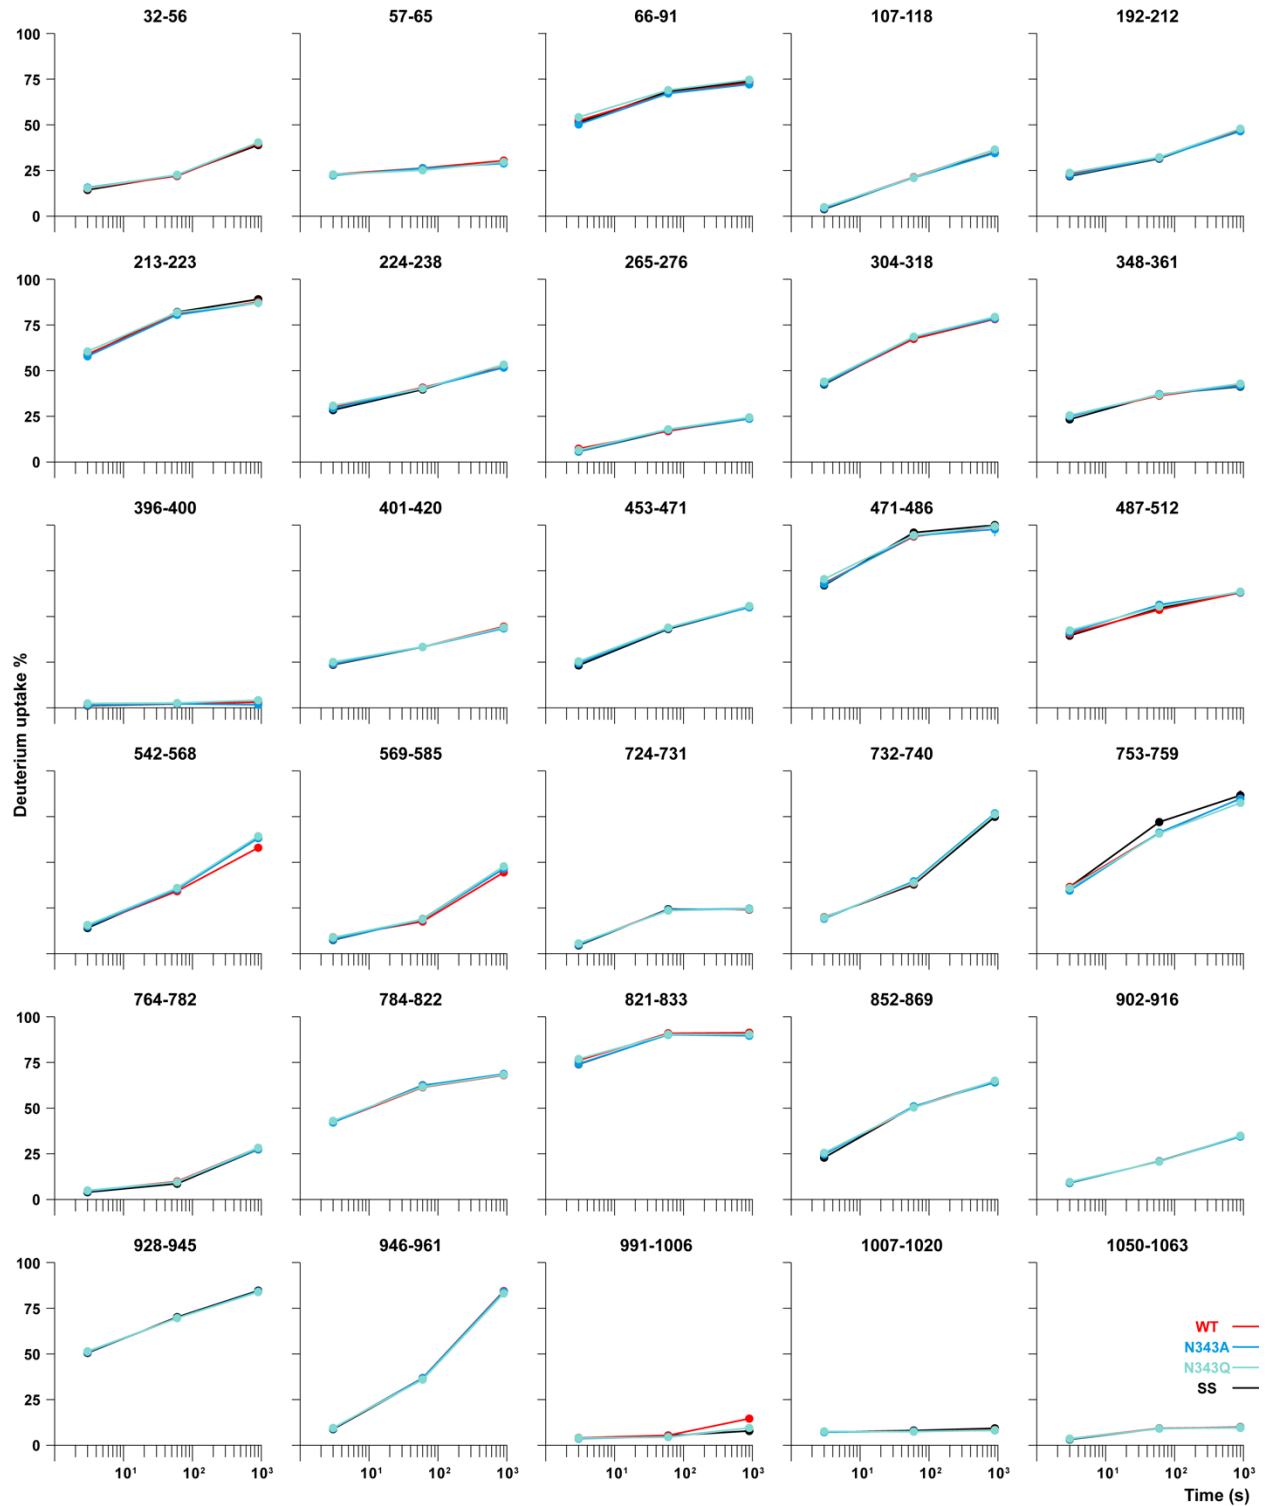 32-56 57-65 66-91 107-118 192-212
100
75
50
25
0
213-223 224-238 265-276 304-318 348-361
100
75
50
25
0
396-400 401-420 453-471 471-486 487-512
Deuterium uptake %
542-568 569-585 724-731 732-740 753-759
764-782 784-822 821-833 852-869 902-916
100
75
50
25
0
928-945 946-961 991-1006 1007-1020 1050-1063
100
75
50
25
0
WT
N343A
N343Q
SS
10¹ 10² 10³ 10¹ 10² 10³ 10¹ 10² 10³ 10¹ 10² 10³ 10¹ 10² 10³
Time (s)